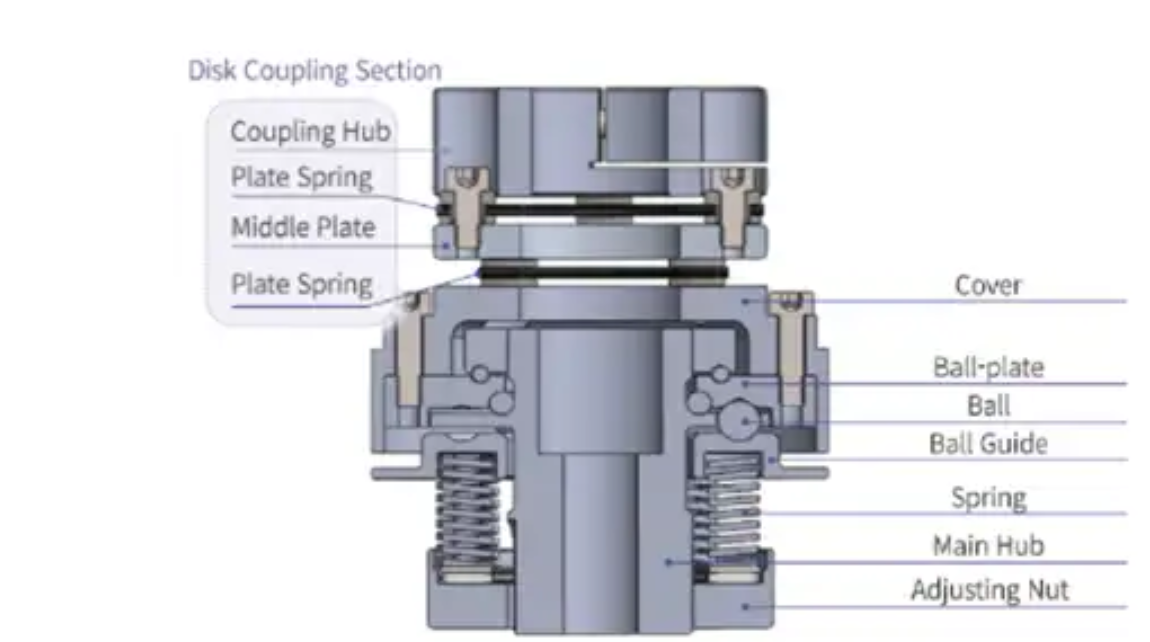 Disk Coupling Section
Coupling Hub
Plate Spring
Middle Plate
Plate Spring
Cover
Ball-plate
Ball
Ball Guide
Spring
Main Hub
Adjusting Nut